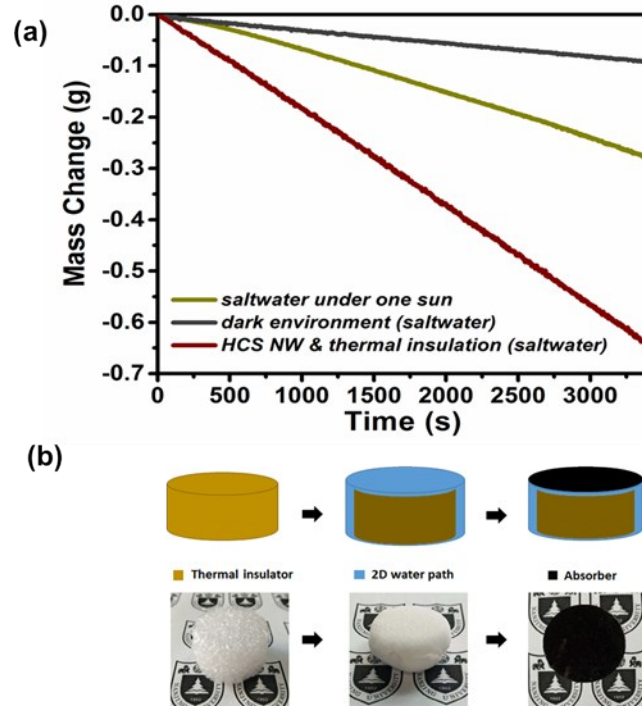 (a)
0.0
-0.1
-0.2
-0.3
-0.4
-0.5
-0.6
-0.7
Mass Change (g)
saltwater under one sun
dark environment (saltwater)
HCS NW & thermal insulation (saltwater)
0 500 1000 1500 2000 2500 3000
Time (s)
(b)
Thermal insulator 2D water path Absorber